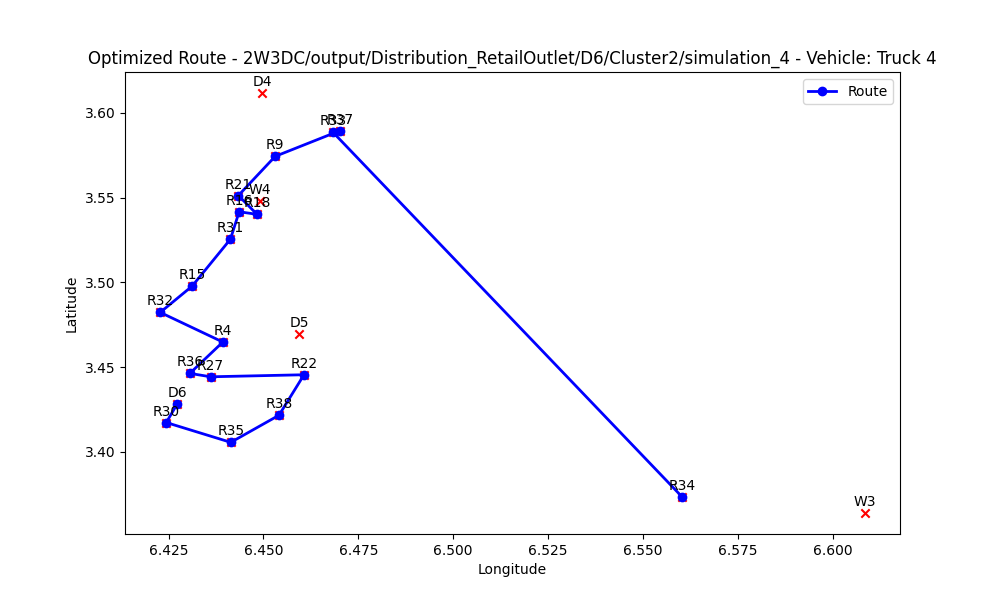 Optimized Route - 2W3DC/output/Distribution_RetailOutlet/D6/Cluster2/simulation_4 - Vehicle: Truck 4
Route
D4
R33
R37
R9
R21
W4
R16
R18
R31
R15
R32
D5
R4
R36
R27
R22
D6
R30
R38
R35
R34
W3
3.60
3.55
3.50
3.45
3.40
Latitude
6.425
6.450
6.475
6.500
6.525
6.550
6.575
6.600
Longitude